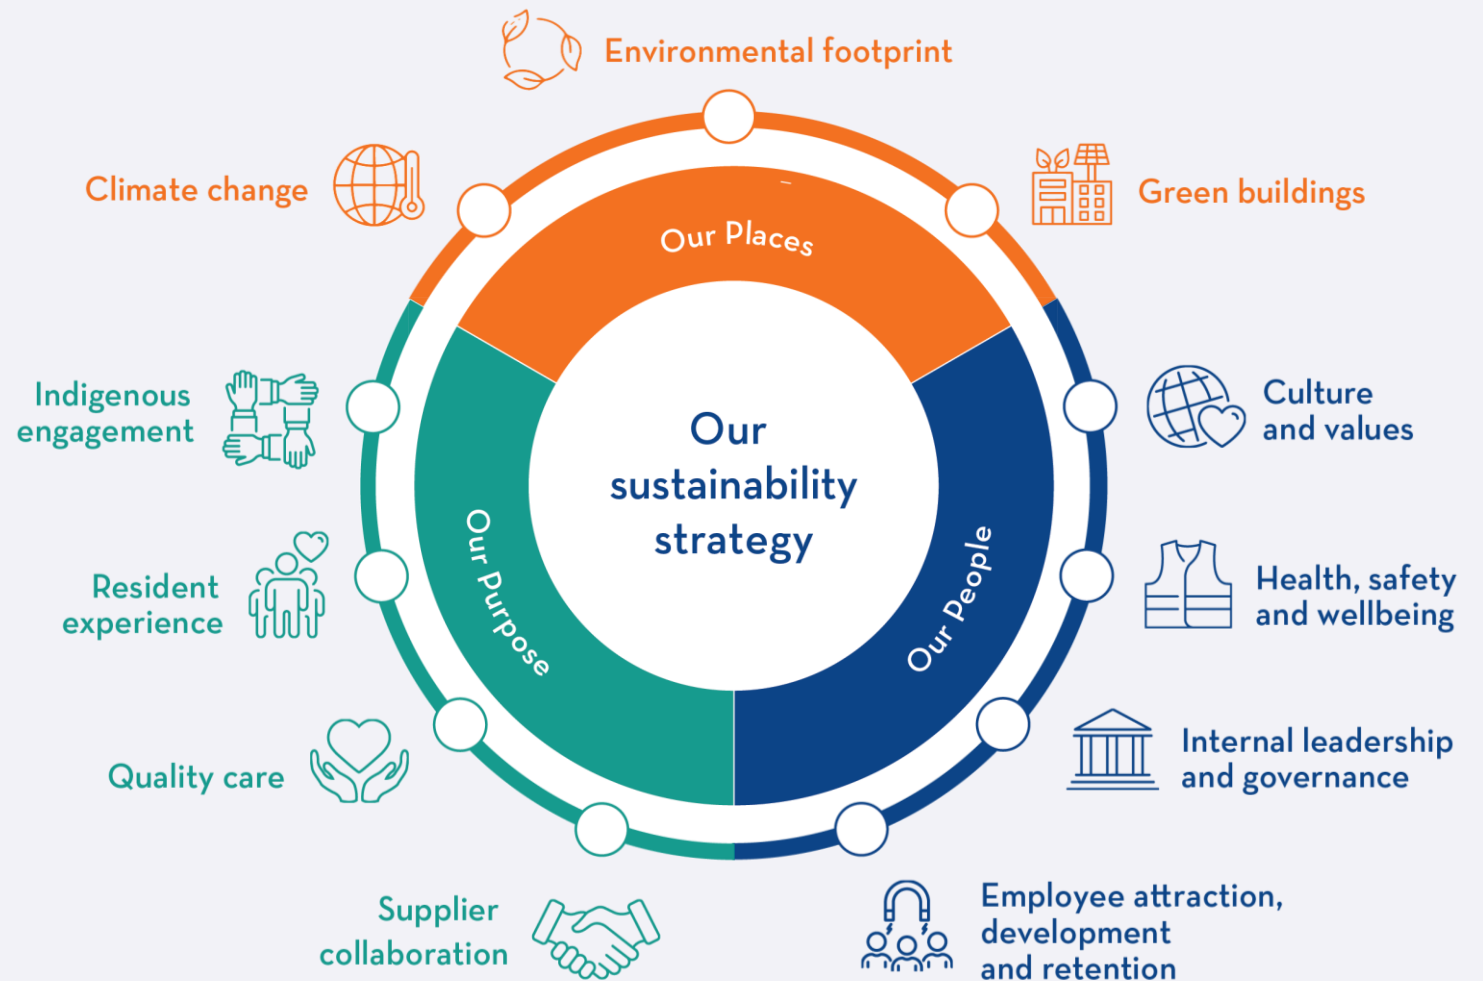 Environmental footprint
Climate change
Green buildings
Our Places
Indigenous
engagement
Culture
and values
Our
sustainability
strategy
Our Purpose
Our People
Resident
experience
Health, safety
and wellbeing
Quality care
Internal leadership
and governance
Supplier
collaboration
Employee attraction,
development
and retention